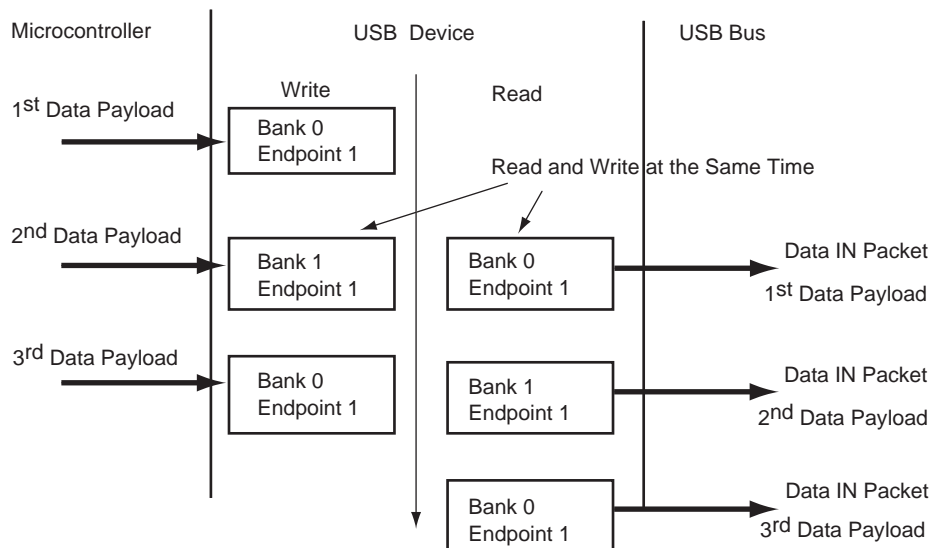 Microcontroller
USB Device
USB Bus
Write
Read
1st Data Payload
Bank 0
Endpoint 1
Read and Write at the Same Time
2nd Data Payload
Bank 1
Endpoint 1
Bank 0
Endpoint 1
Data IN Packet
1st Data Payload
3rd Data Payload
Bank 0
Endpoint 1
Bank 1
Endpoint 1
Data IN Packet
2nd Data Payload
Bank 0
Endpoint 1
Data IN Packet
3rd Data Payload